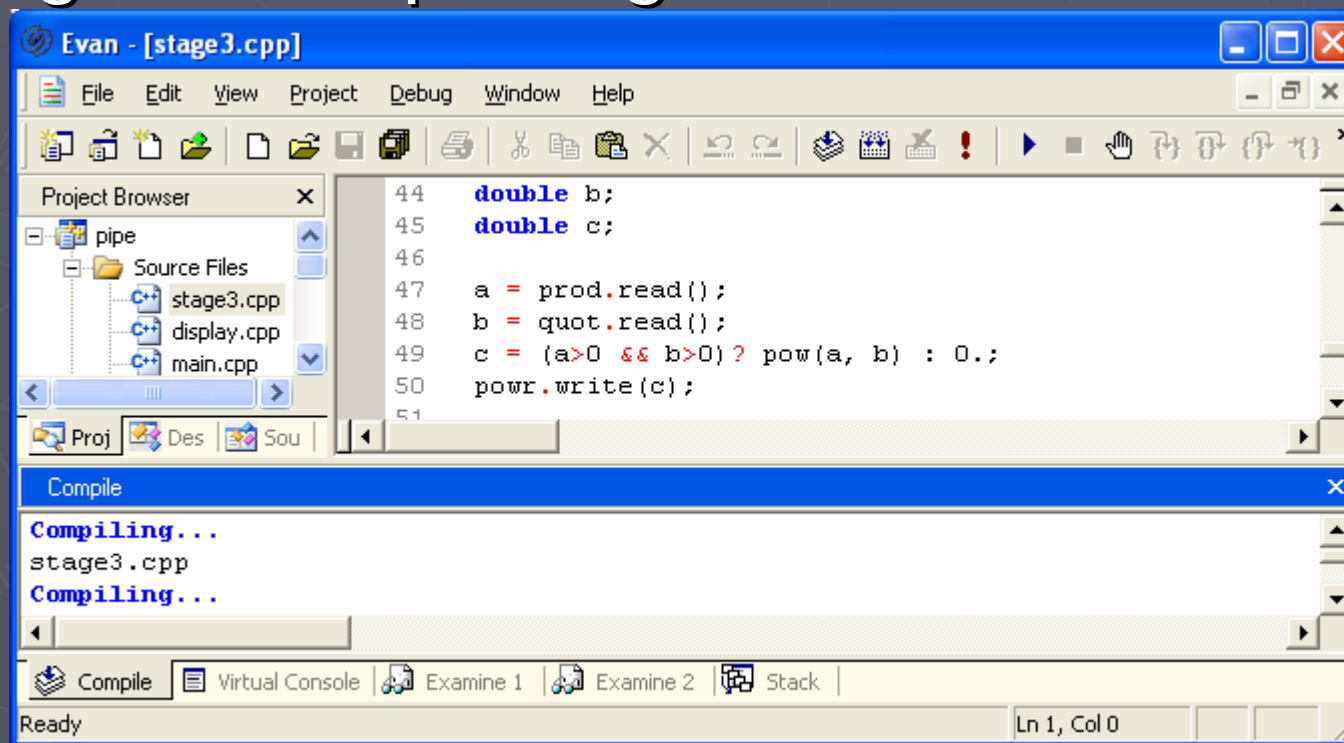 Evan - [stage3.cpp]
File Edit View Project Debug Window Help
Project Browser
pipe
Source Files
stage3.cpp
display.cpp
main.cpp
Proj Des Sou
44 double b;
45 double c;
46
47 a = prod.read();
48 b = quot.read();
49 c = (a>0 && b>0)? pow(a, b) : 0.;
50 powr.write(c);
51
Compile
Compiling...
stage3.cpp
Compiling...
Compile Virtual Console Examine 1 Examine 2 Stack
Ready Ln 1, Col 0